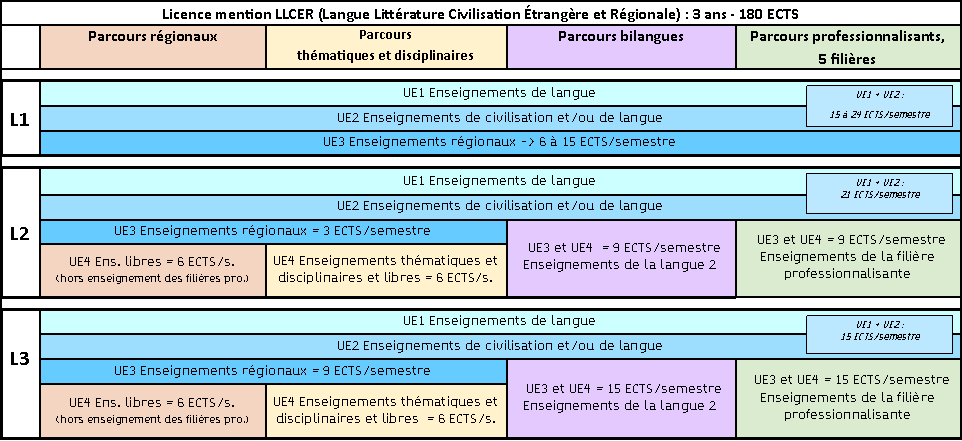 Licence mention LLCER (Langue Littérature Civilisation Étrangère et Régionale) : 3 ans - 180 ECTS
Parcours régionaux
Parcours
thématiques et disciplinaires
Parcours bilangues
Parcours professionnalisants,
5 filières
L1
UE1 Enseignements de langue
UE2 Enseignements de civilisation et/ou de langue
UE3 Enseignements régionaux -> 6 à 15 ECTS/semestre
UE1 + UE2 :
15 à 24 ECTS/semestre
L2
UE1 Enseignements de langue
UE2 Enseignements de civilisation et/ou de langue
UE1 + UE2 :
21 ECTS/semestre
UE3 Enseignements régionaux = 3 ECTS/semestre
UE4 Ens. libres = 6 ECTS/s.
(hors enseignement des filières pro.)
UE4 Enseignements thématiques et
disciplinaires et libres = 6 ECTS/s.
UE3 et UE4 = 9 ECTS/semestre
Enseignements de la langue 2
UE3 et UE4 = 9 ECTS/semestre
Enseignements de la filière
professionnalisante
L3
UE1 Enseignements de langue
UE2 Enseignements de civilisation et/ou de langue
UE1 + UE2 :
15 ECTS/semestre
UE3 Enseignements régionaux = 9 ECTS/semestre
UE4 Ens. libres = 6 ECTS/s.
(hors enseignement des filières pro.)
UE4 Enseignements thématiques et
disciplinaires et libres = 6 ECTS/s.
UE3 et UE4 = 15 ECTS/semestre
Enseignements de la langue 2
UE3 et UE4 = 15 ECTS/semestre
Enseignements de la filière
professionnalisante